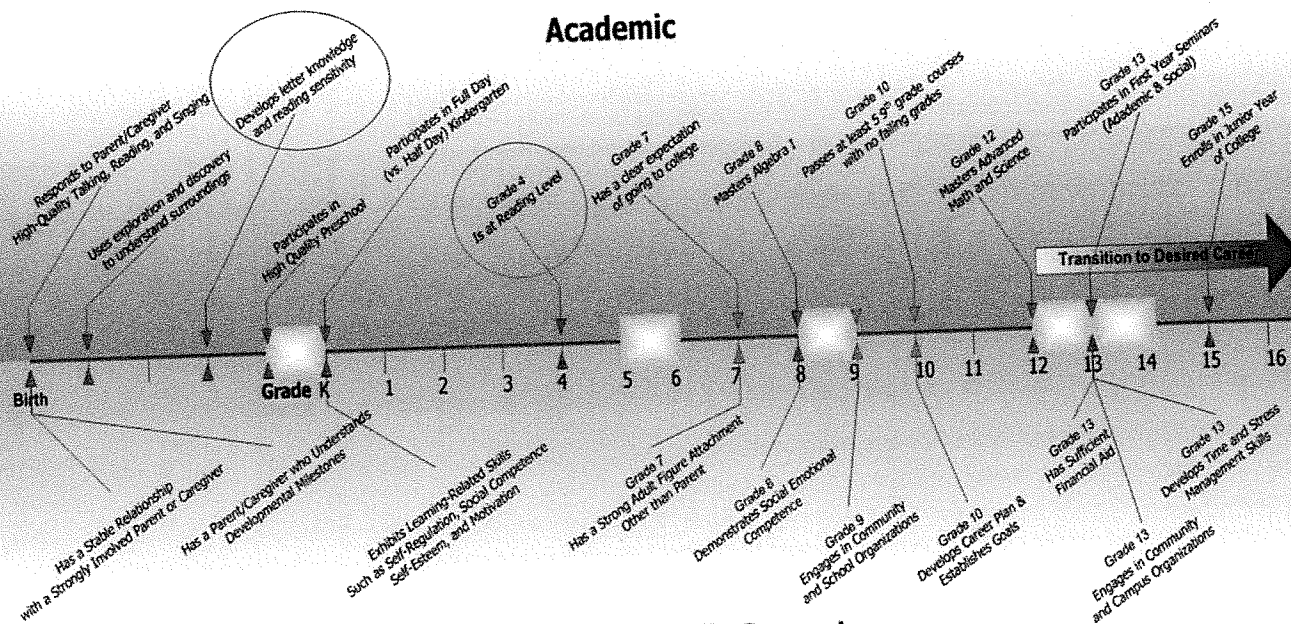 Academic
Responds to Parent/Caregiver
High-Quality Talking, Reading, and Singing
Uses exploration and discovery
to understand surroundings
Develops letter knowledge
and reading sensitivity
Participates in
High Quality Preschool
Participates in Full Day
(vs. Half Day) Kindergarten
Grade 4
Is at Reading Level
Grade 7
Has a clear expectation
of going to college
Grade 8
Masters Algebra I
Grade 10
Passes at least 5 9th grade courses
with no failing grades
Grade 12
Masters Advanced
Math and Science
Grade 13
Participates in First Year Seminars
(Adademic & Social)
Grade 15
Enrolls in Junior Year
of College
Transition to Desired Career
Birth
Grade K 1 2 3 4 5 6 7 8 9 10 11 12 13 14 15 16
Has a Stable Relationship
with a Strongly Involved Parent or Caregiver
Has a Parent/Caregiver who Understands
Developmental Milestones
Exhibits Learning-Related Skills
Such as Self-Regulation, Social Competence
Self-Esteem, and Motivation
Grade 7
Has a Strong Adult Figure Attachment
Other than Parent
Grade 8
Demonstrates Social Emotional
Competence
Grade 9
Engages in Community
and School Organizations
Grade 10
Develops Career Plan &
Establishes Goals
Grade 13
Has Sufficient
Financial Aid
Grade 13
Engages in Community
and Campus Organizations
Grade 13
Develops Time and Stress
Management Skills